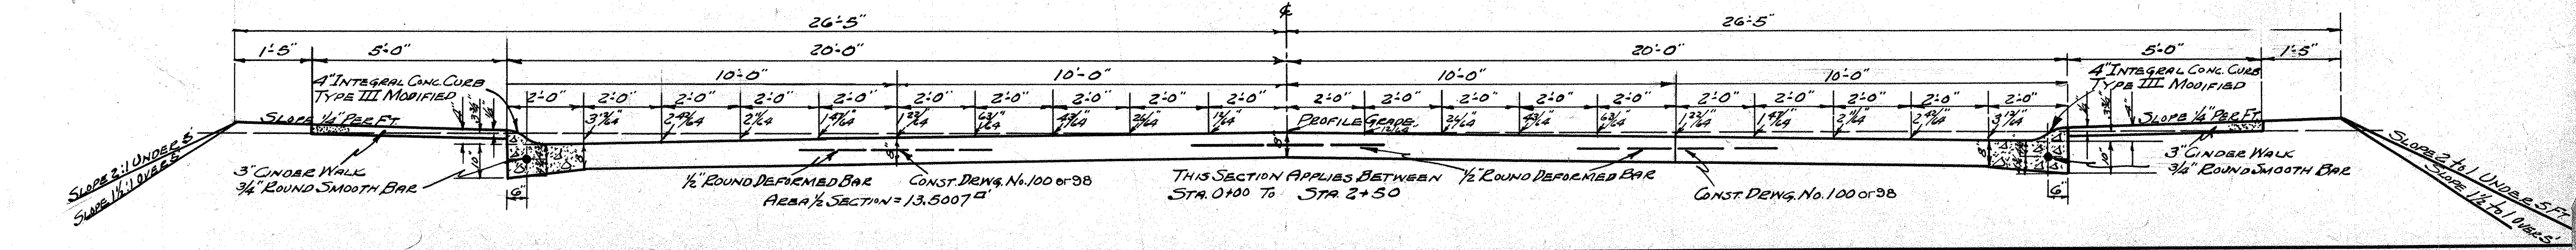 ℄
26'-5" 26'-5"
1'-5" 5'-0" 20'-0" 20'-0" 5'-0" 1'-5"
10'-0" 10'-0" 10'-0" 10'-0"
4" INTEGRAL CONC. CURB
TYPE III MODIFIED
4" INTEGRAL CONC. CURB
TYPE III MODIFIED
2'-0" 2'-0" 2'-0" 2'-0" 2'-0" 2'-0" 2'-0" 2'-0" 2'-0" 2'-0" 2'-0" 2'-0" 2'-0" 2'-0" 2'-0" 2'-0" 2'-0" 2'-0" 2'-0" 2'-0"
SLOPE ¼" PER FT.
PROFILE GRADE
SLOPE ¼" PER FT.
SLOPE 2:1 UNDER 5'
SLOPE 1½:1 OVER 5'
3" CINDER WALK
¾" ROUND SMOOTH BAR
10"
6"
8"
½" ROUND DEFORMED BAR
CONST. DRWG. No. 100 or 98
AREA ½ SECTION = 13.5007
THIS SECTION APPLIES BETWEEN
STA. 0+00 TO STA. 2+50
½" ROUND DEFORMED BAR
CONST. DRWG. No. 100 or 98
8"
10"
6"
3" CINDER WALK
¾" ROUND SMOOTH BAR
SLOPE 2 to 1 UNDER 5 FT.
SLOPE 1½ to 1 OVER 5'